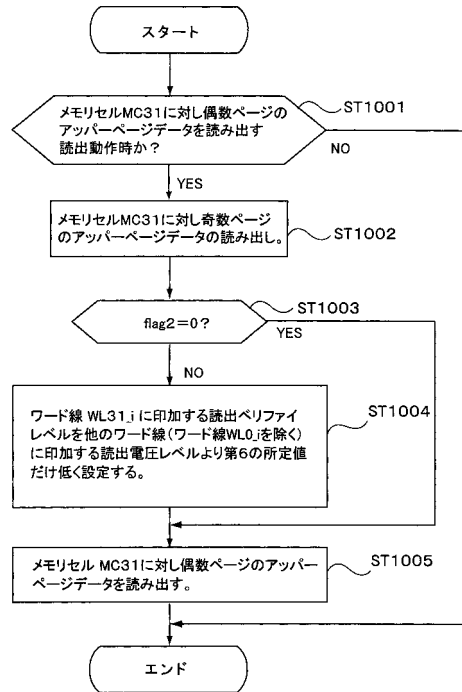 スタート
メモリセルMC31に対し偶数ページの
アッパーページデータを読み出す
読出動作時か?
ST1001
NO
YES
メモリセルMC31に対し奇数ページ
のアッパーページデータの読み出し。
ST1002
flag2=0?
ST1003
YES
NO
ワード線 WL31_iに印加する読出ベリファイ
レベルを他のワード線(ワード線WL0_iを除く)
に印加する読出電圧レベルより第6の所定値
だけ低く設定する。
ST1004
メモリセル MC31に対し偶数ページのアッパー
ページデータを読み出す。
ST1005
エンド